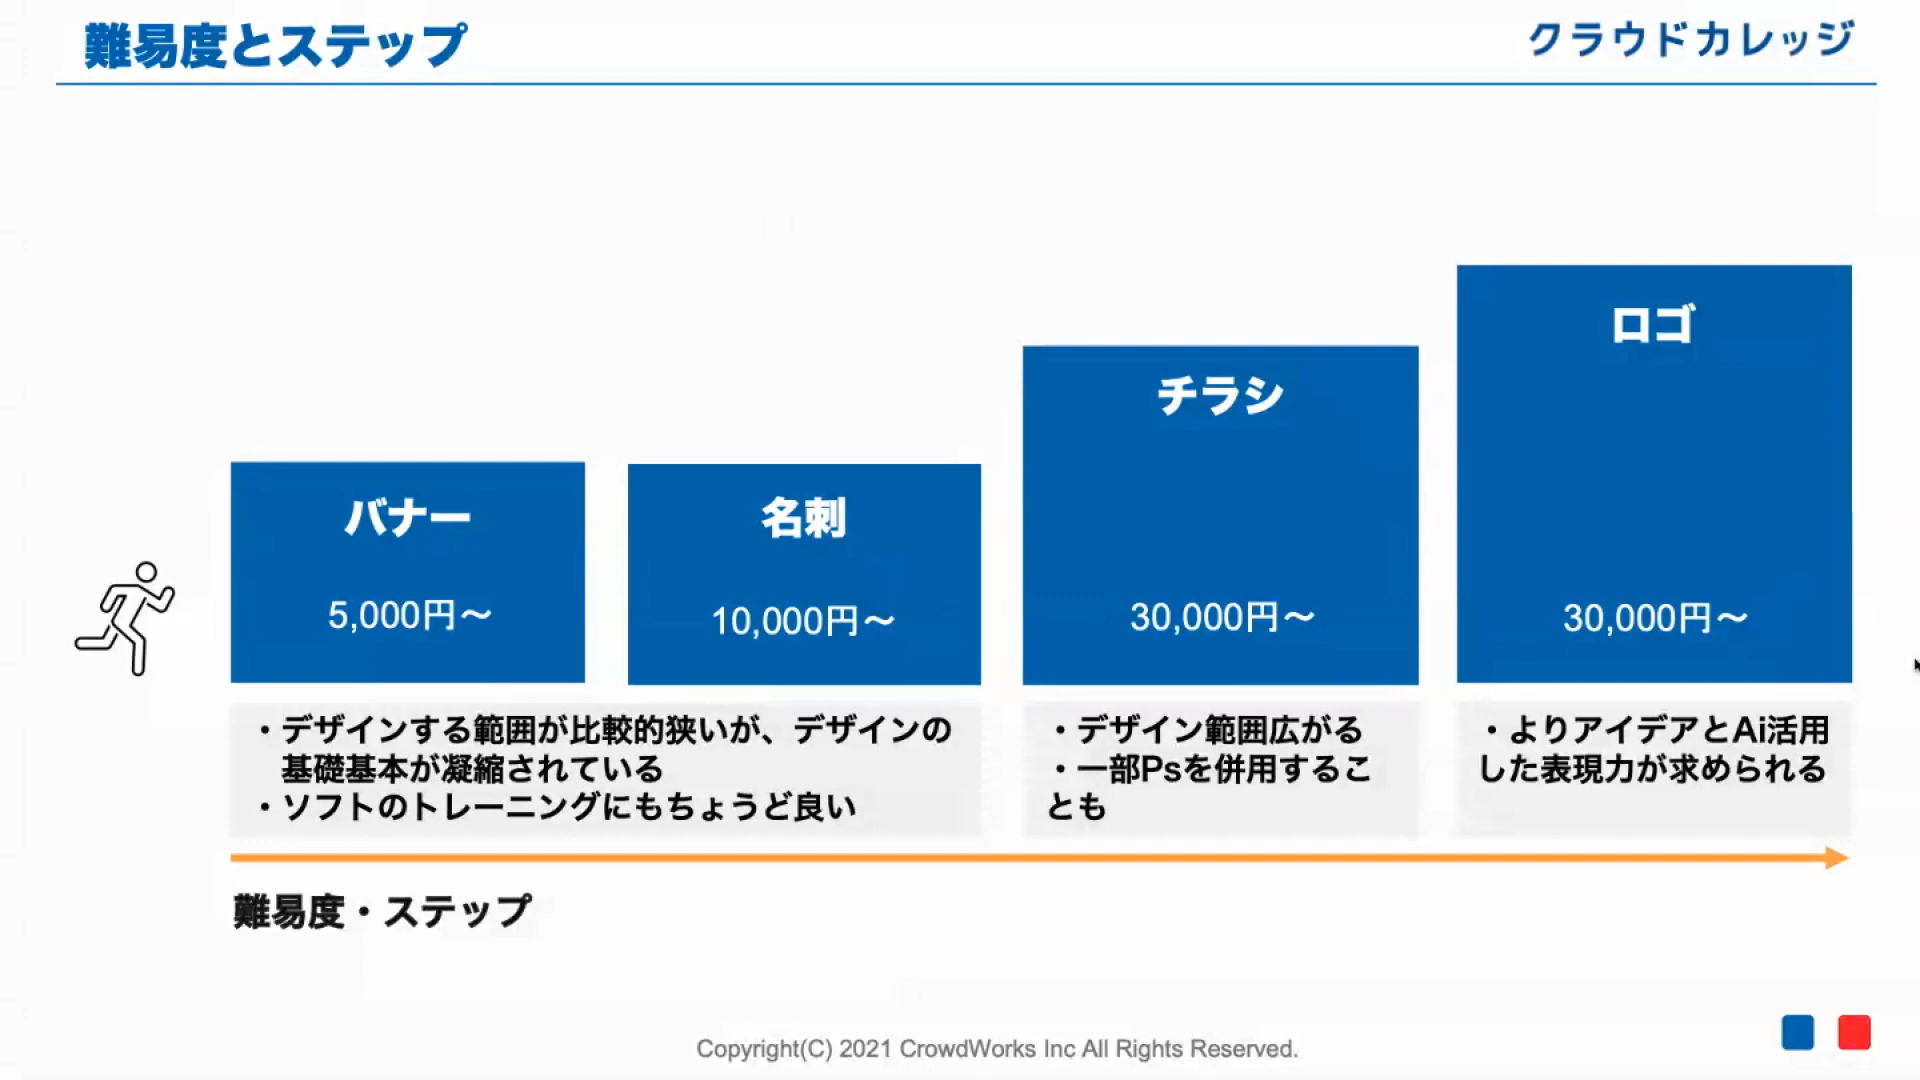 難易度とステップ
クラウドカレッジ
バナー
5,000円〜
名刺
10,000円〜
チラシ
30,000円〜
ロゴ
30,000円〜
・デザインする範囲が比較的狭いが、デザインの
基礎基本が凝縮されている
・ソフトのトレーニングにもちょうど良い
・デザイン範囲広がる
・一部Psを併用するこ
とも
・よりアイデアとAi活用
した表現力が求められる
難易度・ステップ
Copyright(C) 2021 CrowdWorks Inc All Rights Reserved.